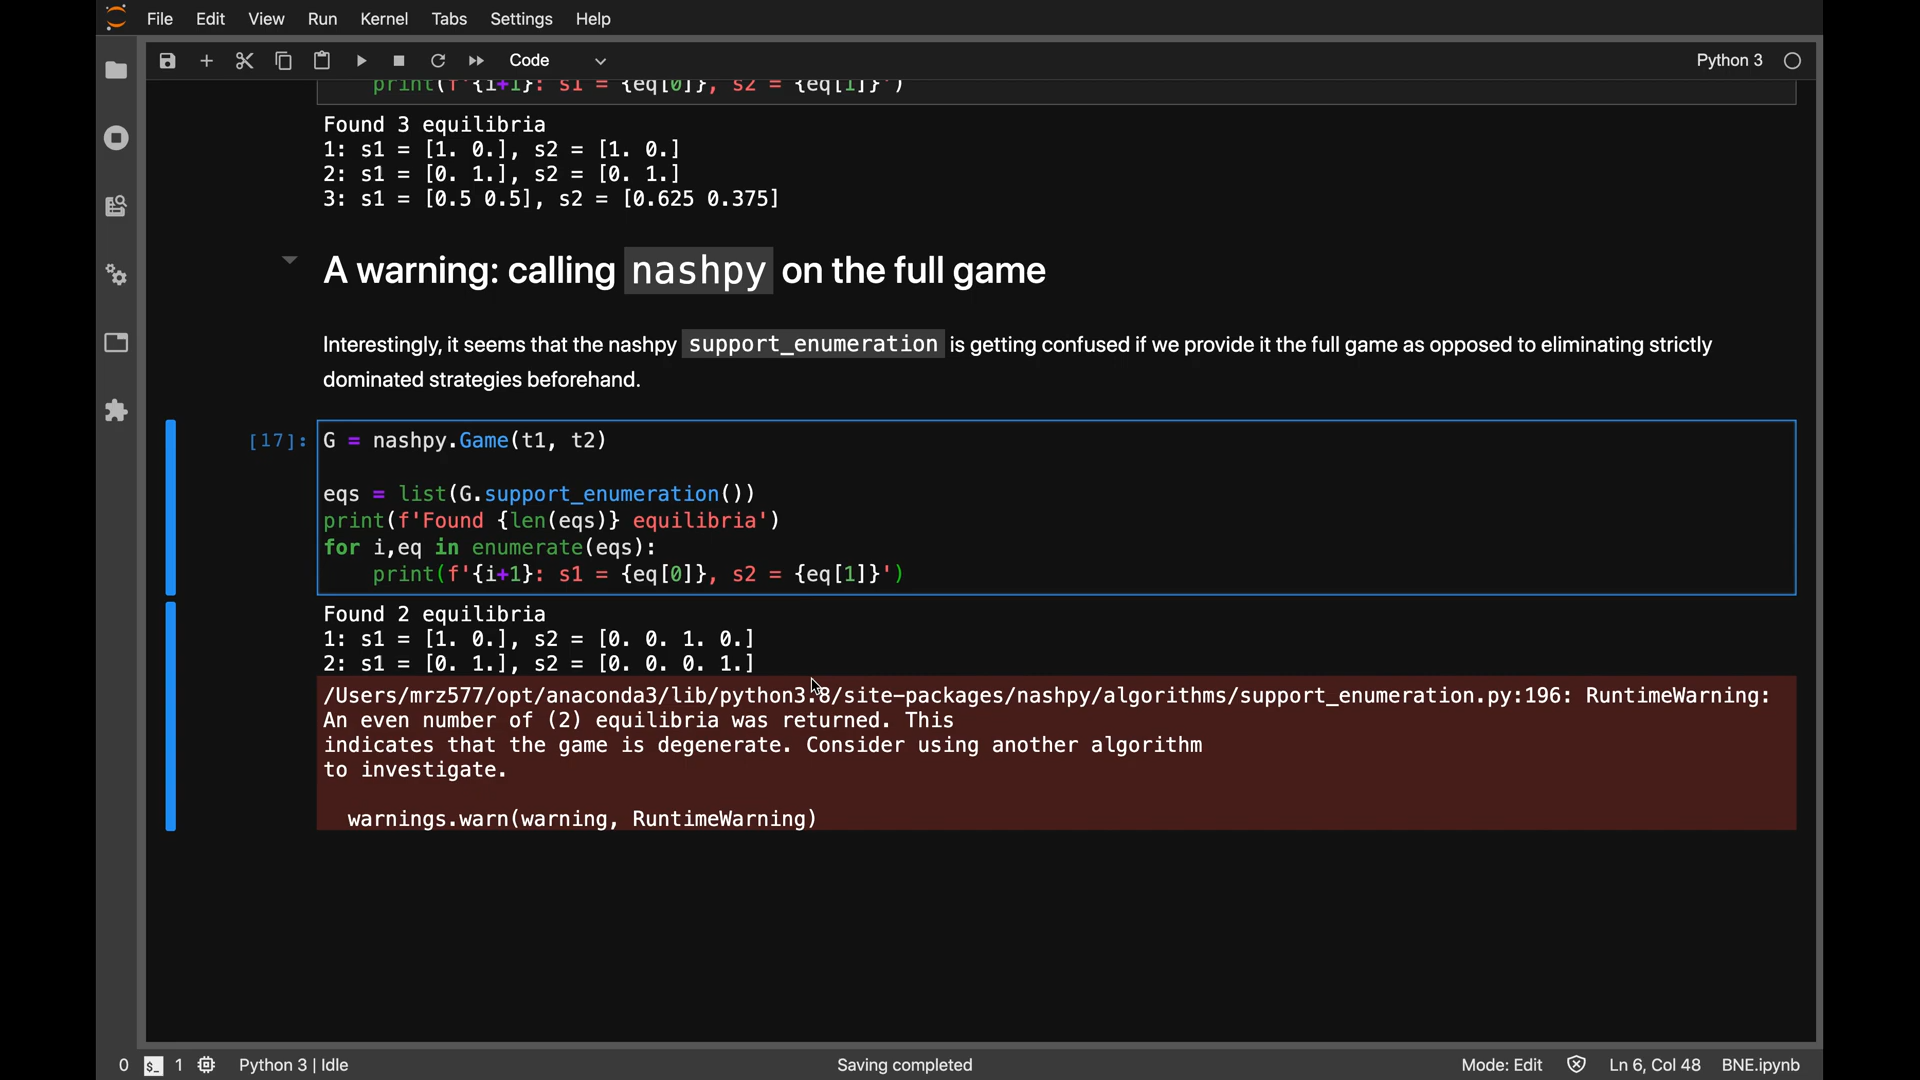 File Edit View Run Kernel Tabs Settings Help
Code Python 3
print(f'{i+1}: s1 = {eq[0]}, s2 = {eq[1]}')
Found 3 equilibria
1: s1 = [1. 0.], s2 = [1. 0.]
2: s1 = [0. 1.], s2 = [0. 1.]
3: s1 = [0.5 0.5], s2 = [0.625 0.375]
A warning: calling nashpy on the full game
Interestingly, it seems that the nashpy support_enumeration is getting confused if we provide it the full game as opposed to eliminating strictly
dominated strategies beforehand.
[17]: G = nashpy.Game(t1, t2)
eqs = list(G.support_enumeration())
print(f'Found {len(eqs)} equilibria')
for i,eq in enumerate(eqs):
    print(f'{i+1}: s1 = {eq[0]}, s2 = {eq[1]}')
Found 2 equilibria
1: s1 = [1. 0.], s2 = [0. 0. 1. 0.]
2: s1 = [0. 1.], s2 = [0. 0. 0. 1.]
/Users/mrz577/opt/anaconda3/lib/python3.8/site-packages/nashpy/algorithms/support_enumeration.py:196: RuntimeWarning:
An even number of (2) equilibria was returned. This
indicates that the game is degenerate. Consider using another algorithm
to investigate.
  warnings.warn(warning, RuntimeWarning)
0 $_ 1 Python 3 | Idle Saving completed Mode: Edit Ln 6, Col 48 BNE.ipynb